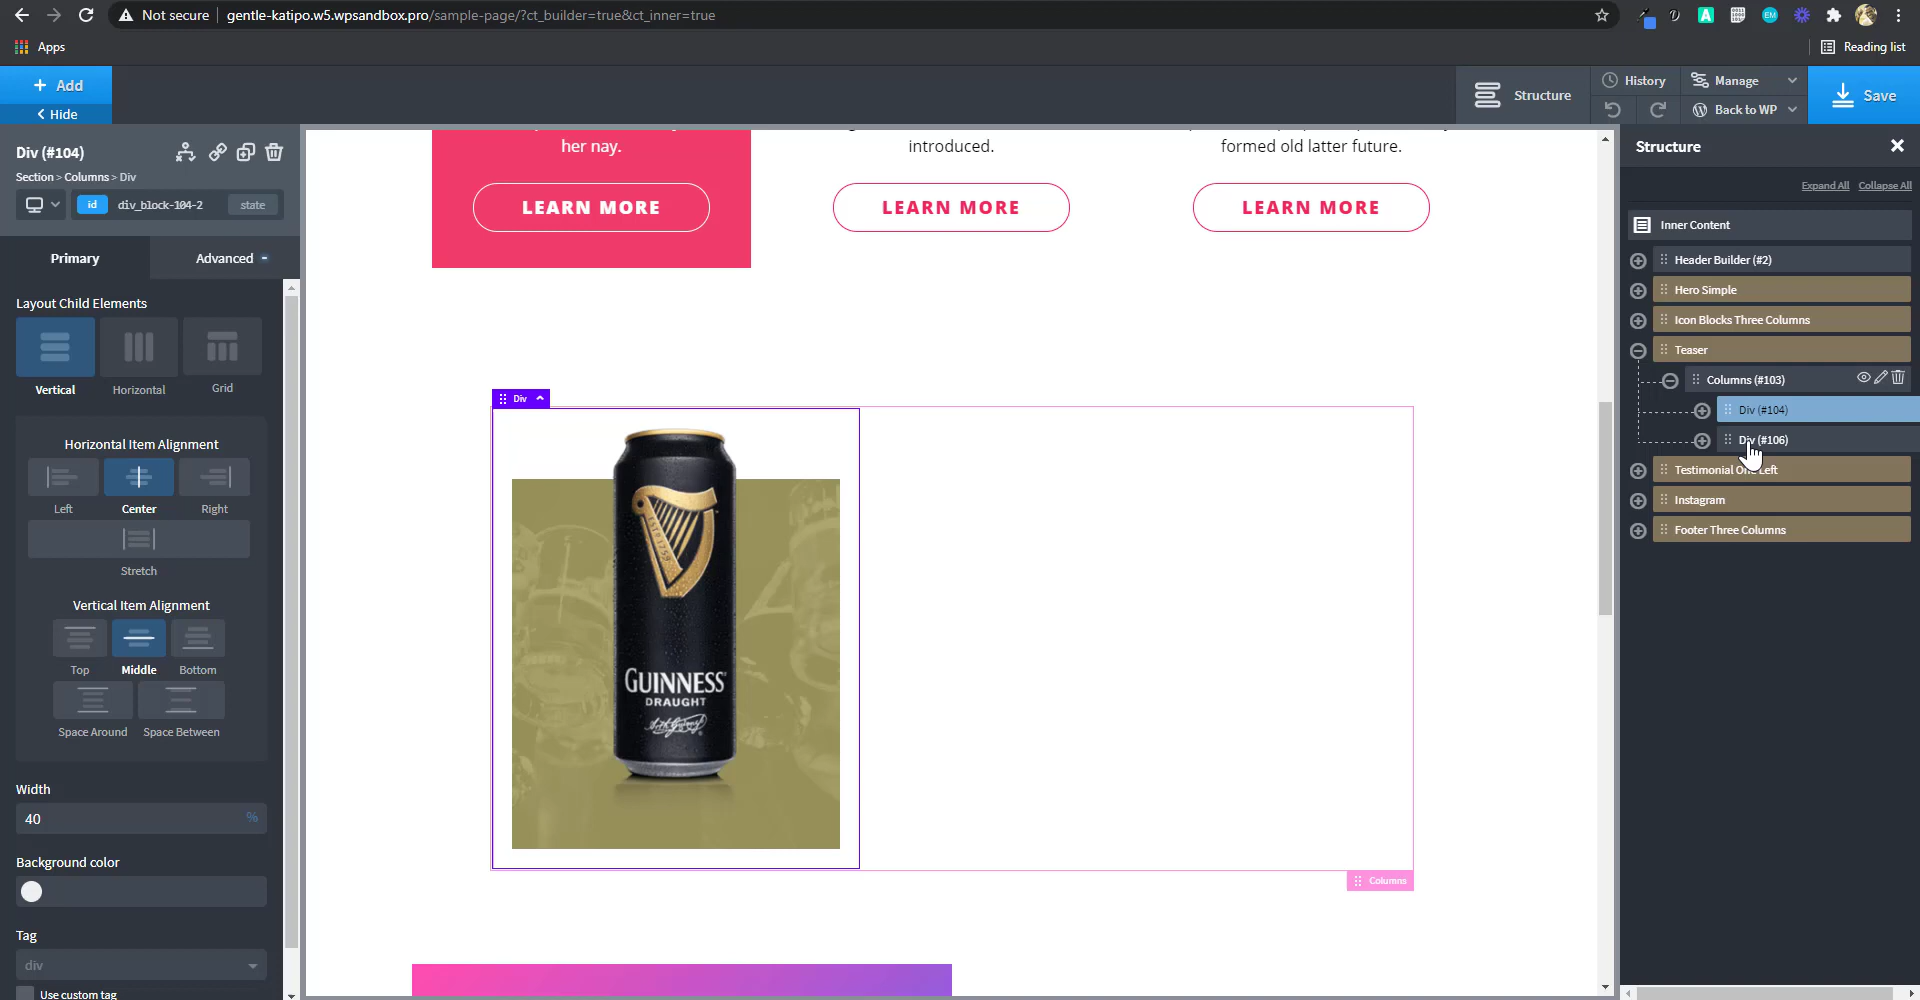 Not secure
gentle-katipo.w5.wpsandbox.pro/sample-page/?ct_builder=true&ct_inner=true
Apps
Reading list
+ Add
Hide
Structure
History
Manage
Back to WP
Save
Div (#104)
Section > Columns > Div
id
div_block-104-2
state
Primary
Advanced
Layout Child Elements
Vertical
Horizontal
Grid
Horizontal Item Alignment
Left
Center
Right
Stretch
Vertical Item Alignment
Top
Middle
Bottom
Space Around
Space Between
Width
40
%
Background color
Tag
div
Use custom tag
her nay.
introduced.
formed old latter future.
LEARN MORE
LEARN MORE
LEARN MORE
Div
ESTD 1759
GUINNESS
DRAUGHT
Columns
Structure
Expand All
Collapse All
Inner Content
Header Builder (#2)
Hero Simple
Icon Blocks Three Columns
Teaser
Columns (#103)
Div (#104)
Div (#106)
Testimonial One Left
Instagram
Footer Three Columns